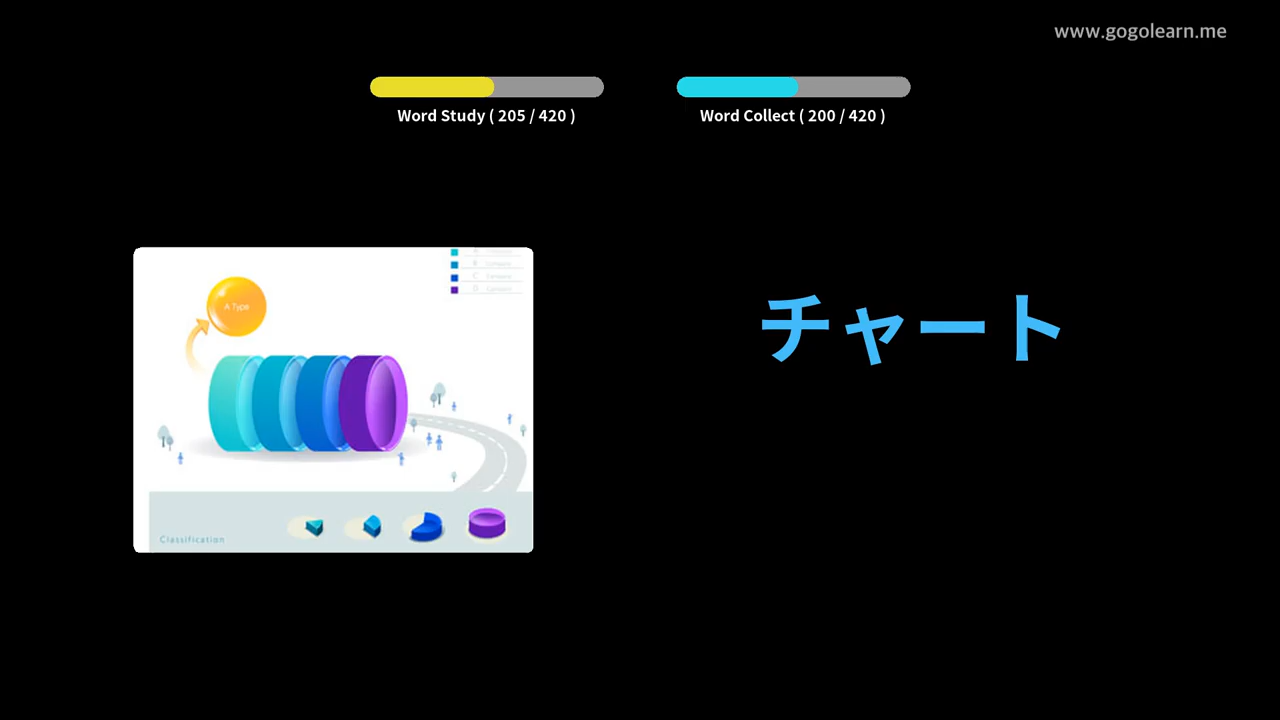 www.gogolearn.me
Word Study ( 205 / 420 )
Word Collect ( 200 / 420 )
A Type
C
チャート
Classification